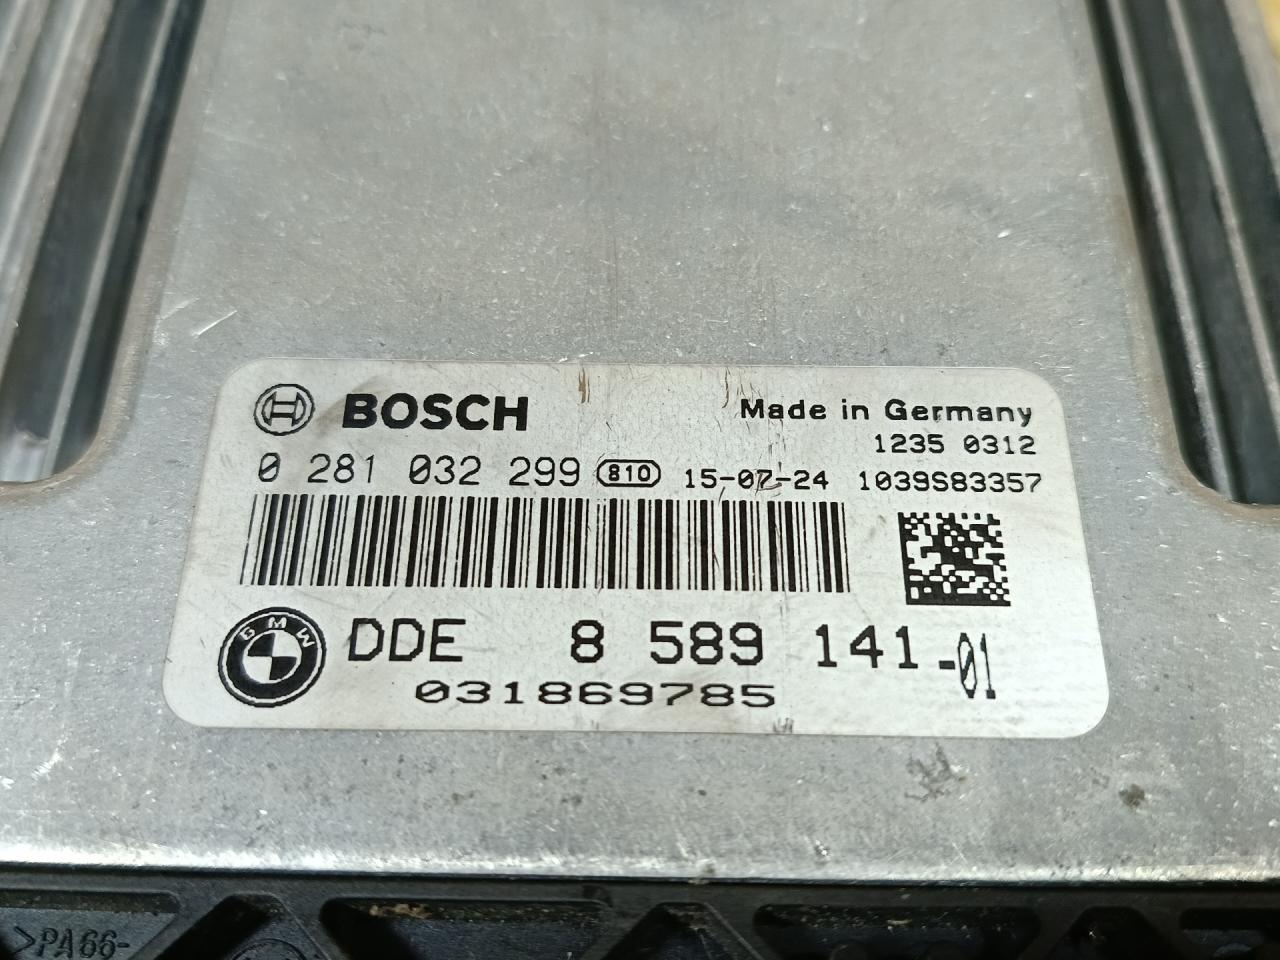 BOSCH
Made in Germany
1235 0312
0 281 032 299 810 15-07-24 1039S83357
BMW DDE 8 589 141-01
031869785
>PA66-